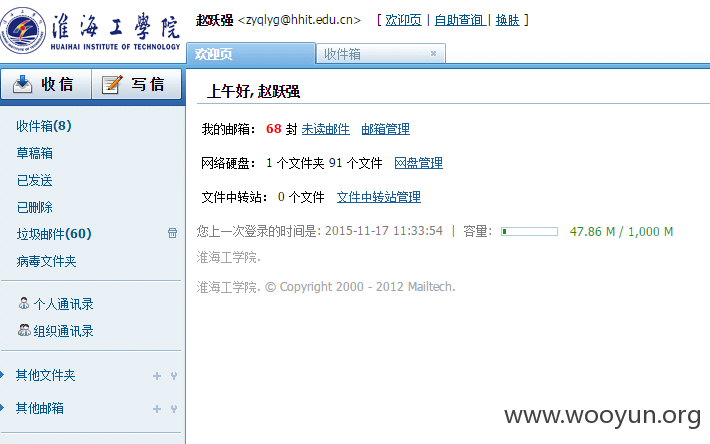 淮海工學院
HUAIHAI INSTITUTE OF TECHNOLOGY
赵跃强 <zyqlyg@hhit.edu.cn> [ 欢迎页 | 自助查询 | 换肤 ]
欢迎页 收件箱 ×
收信 写信
上午好, 赵跃强
收件箱(8)
草稿箱
已发送
已删除
垃圾邮件(60)
病毒文件夹
个人通讯录
组织通讯录
其他文件夹
其他邮箱
我的邮箱: 68 封 未读邮件 邮箱管理
网络硬盘: 1 个文件夹 91 个文件 网盘管理
文件中转站: 0 个文件 文件中转站管理
您上一次登录的时间是: 2015-11-17 11:33:54 | 容量: 47.86 M / 1,000 M
淮海工学院.
淮海工学院. © Copyright 2000 - 2012 Mailtech.
www.wooyun.org